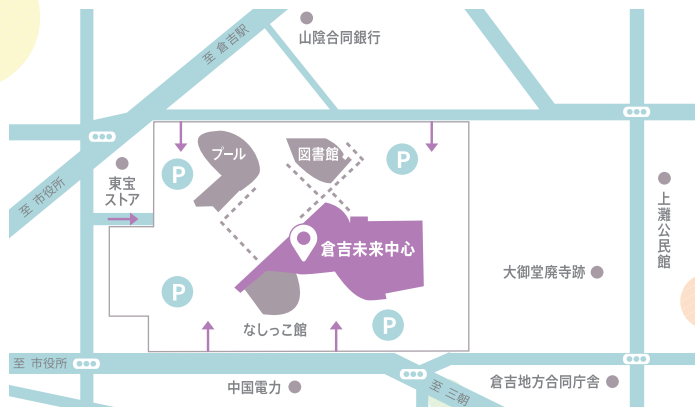 山陰合同銀行
至 倉吉駅
プール
図書館
P
P
東宝
ストア
至 市役所
上灘公民館
倉吉未来中心
大御堂廃寺跡
P
なしっこ館
P
至 市役所
中国電力
至 三朝
倉吉地方合同庁舎